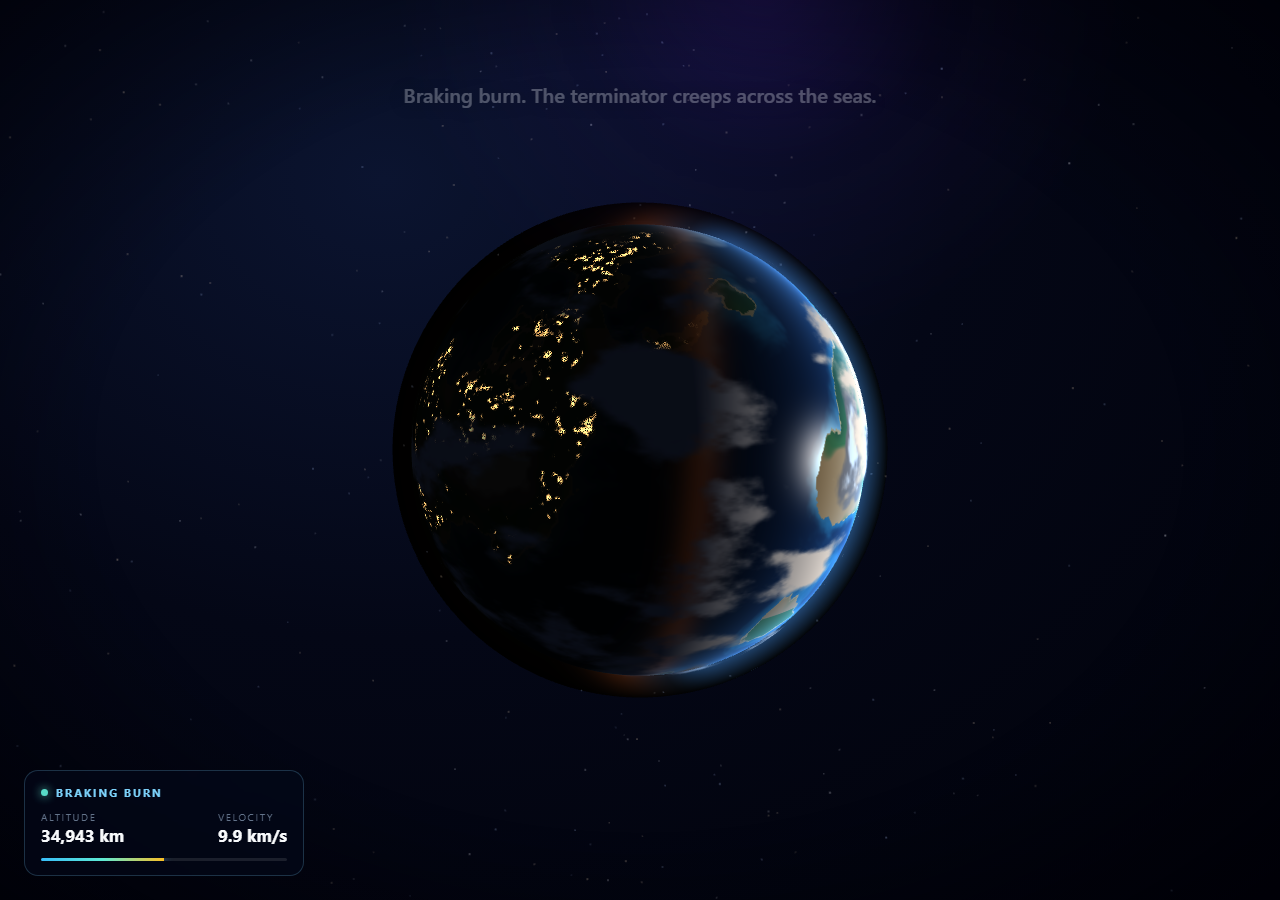 Braking burn. The terminator creeps across the seas.
BRAKING BURN
ALTITUDE VELOCITY
34,943 km 9.9 km/s